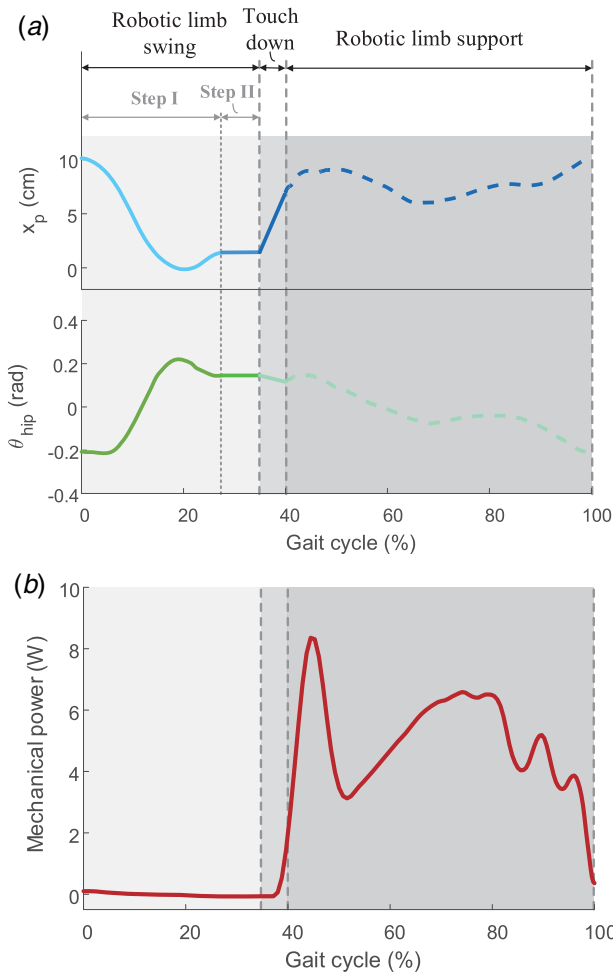 (a)
Robotic limb
swing
Touch
down
Robotic limb support
Step I
Step II
10
5
0
x_p (cm)
0.4
0.2
0
-0.2
-0.4
θ_hip (rad)
0 20 40 60 80 100
Gait cycle (%)
(b)
10
8
6
4
2
0
Mechanical power (W)
0 20 40 60 80 100
Gait cycle (%)